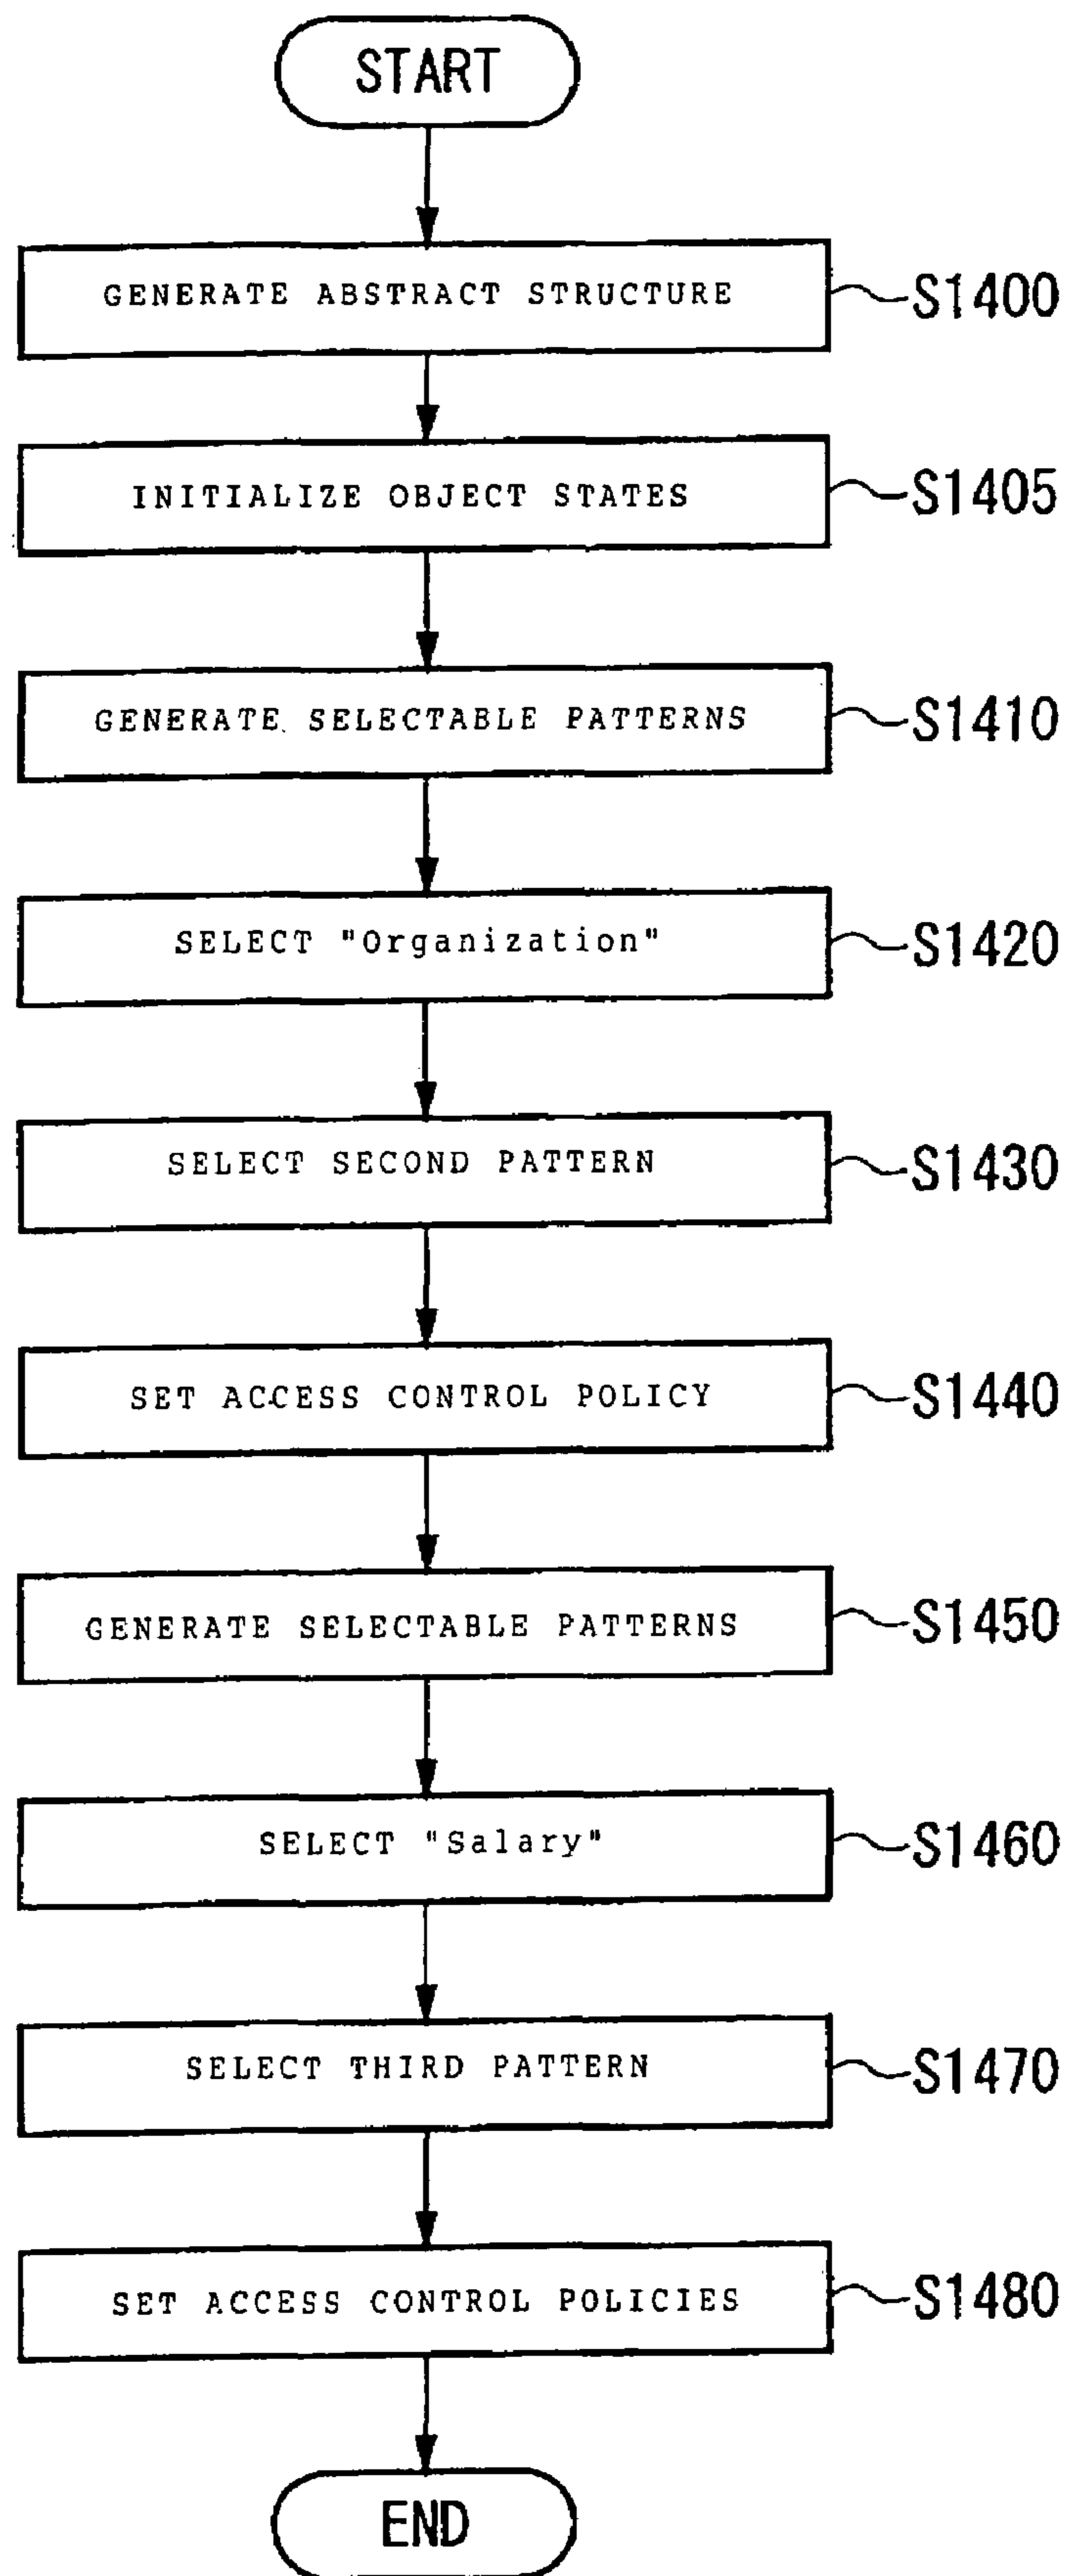 START
GENERATE ABSTRACT STRUCTURE
S1400
INITIALIZE OBJECT STATES
S1405
GENERATE SELECTABLE PATTERNS
S1410
SELECT "Organization"
S1420
SELECT SECOND PATTERN
S1430
SET ACCESS CONTROL POLICY
S1440
GENERATE SELECTABLE PATTERNS
S1450
SELECT "Salary"
S1460
SELECT THIRD PATTERN
S1470
SET ACCESS CONTROL POLICIES
S1480
END